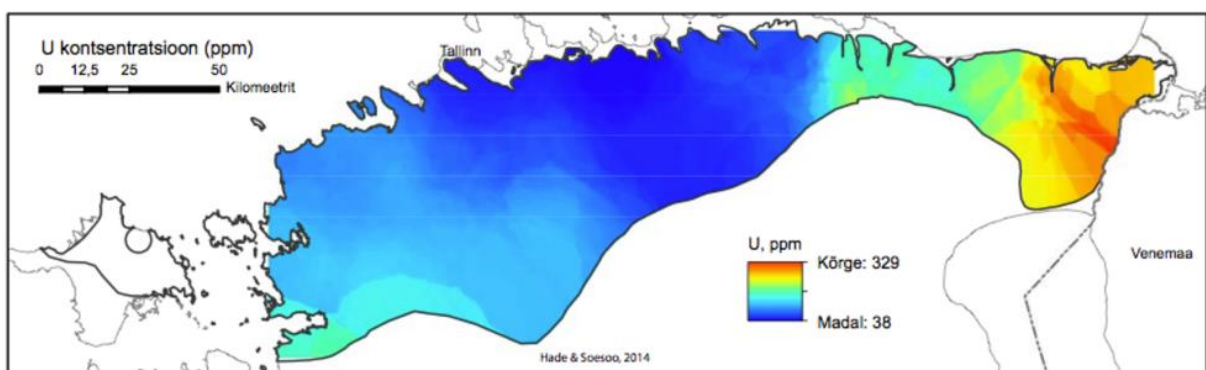 U kontsentratsioon (ppm)
0 12,5 25 50
Kilomeetrit
Tallinn
U, ppm
Kõrge: 329
Madal: 38
Venemaa
Hade & Soesoo, 2014